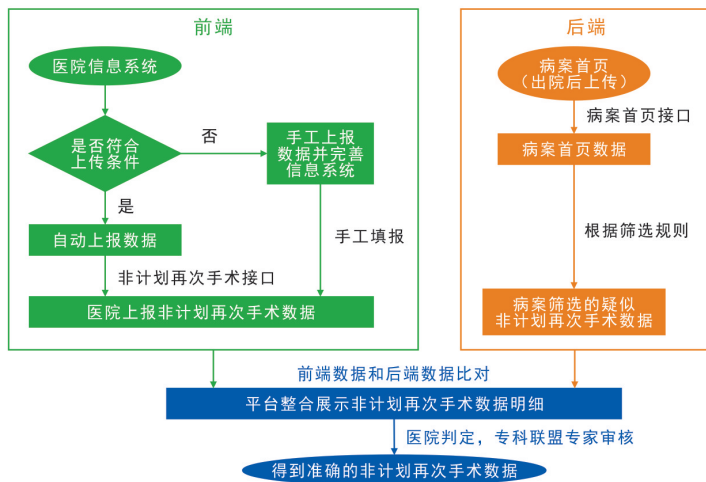 前端
医院信息系统
是否符合
上传条件
否
手工上报
数据并完善
信息系统
是
自动上报数据
手工填报
非计划再次手术接口
医院上报非计划再次手术数据
后端
病案首页
（出院后上传）
病案首页接口
病案首页数据
根据筛选规则
病案筛选的疑似
非计划再次手术数据
前端数据和后端数据比对
平台整合展示非计划再次手术数据明细
医院判定，专科联盟专家审核
得到准确的非计划再次手术数据